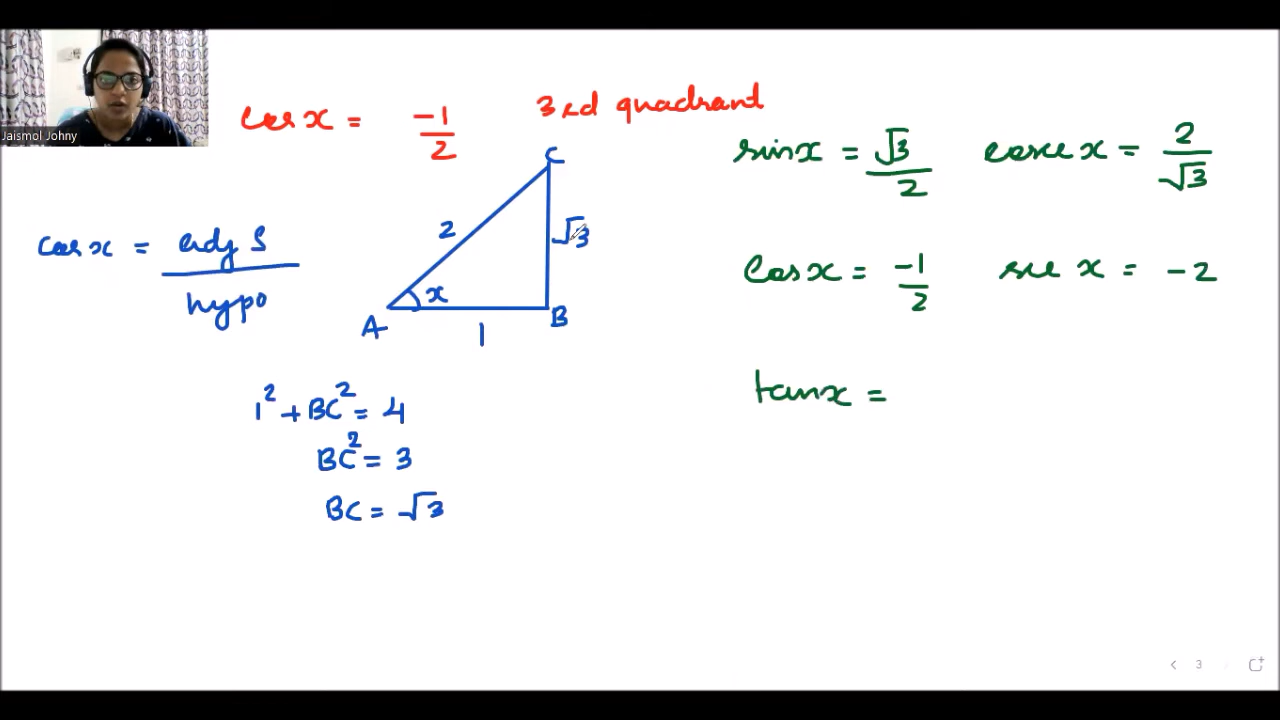 Jaismol Johny
cos x = -1/2
3rd quadrant
cos x = adj S / hypo
C
2
√3
x
A
B
1
1² + BC² = 4
BC² = 3
BC = √3
sin x = √3/2 cosec x = 2/√3
cos x = -1/2 sec x = -2
tan x =
3